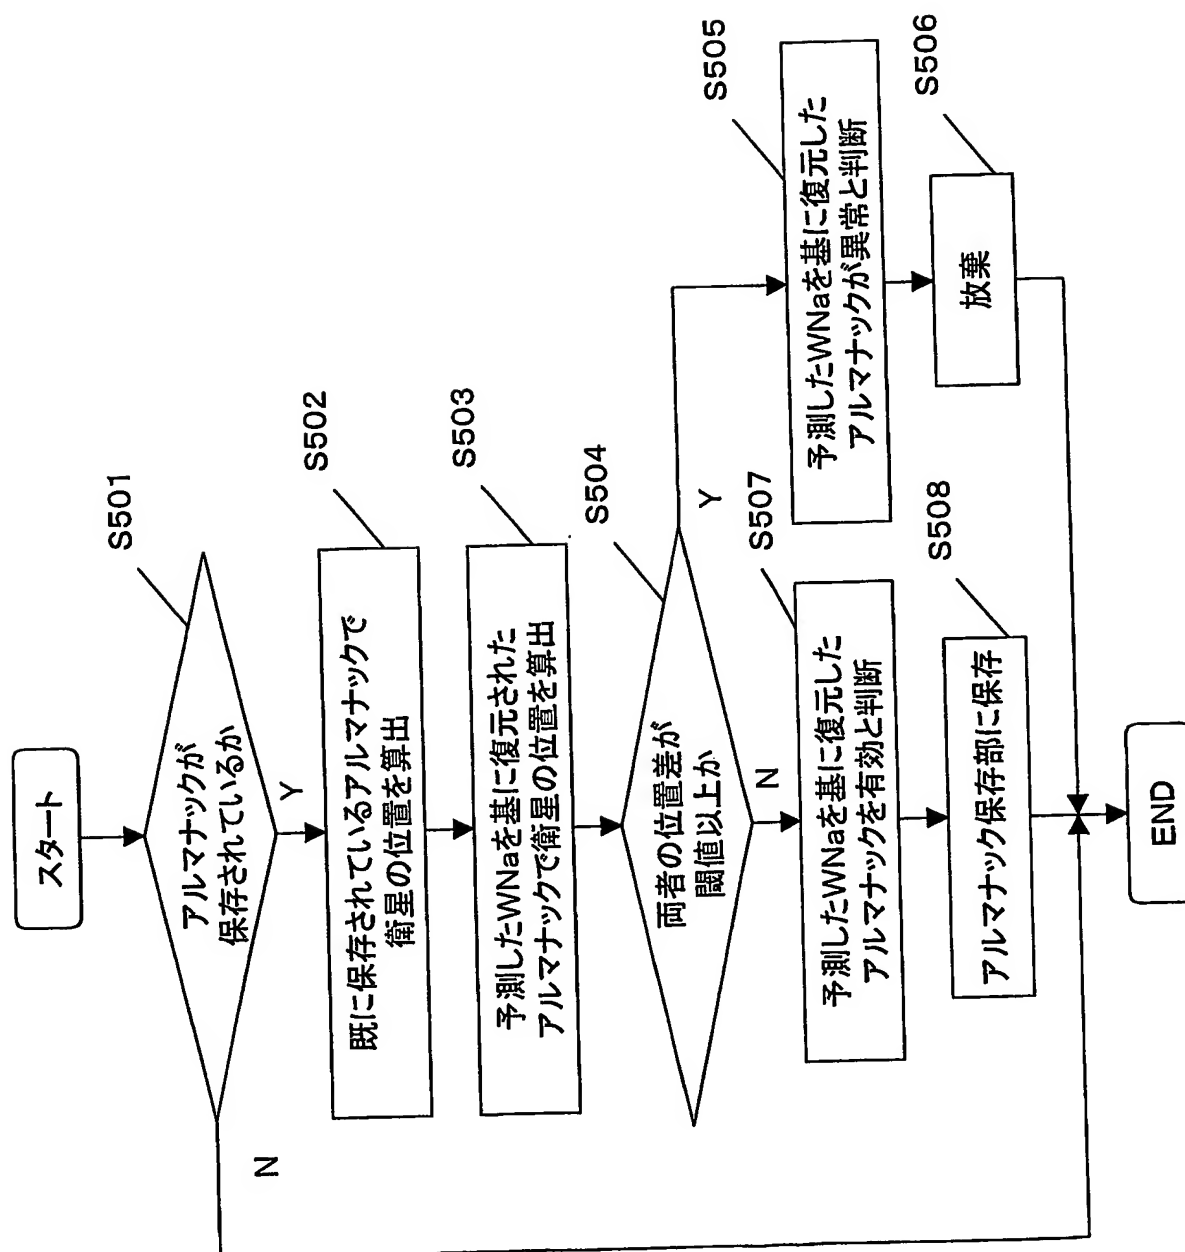 スタート
アルマナックが
保存されているか
S501
Y
N
既に保存されているアルマナックで
衛星の位置を算出
S502
予測したWNaを基に復元された
アルマナックで衛星の位置を算出
S503
両者の位置差が
閾値以上か
S504
Y
N
予測したWNaを基に復元した
アルマナックが異常と判断
S505
放棄
S506
予測したWNaを基に復元した
アルマナックを有効と判断
S507
アルマナック保存部に保存
S508
END